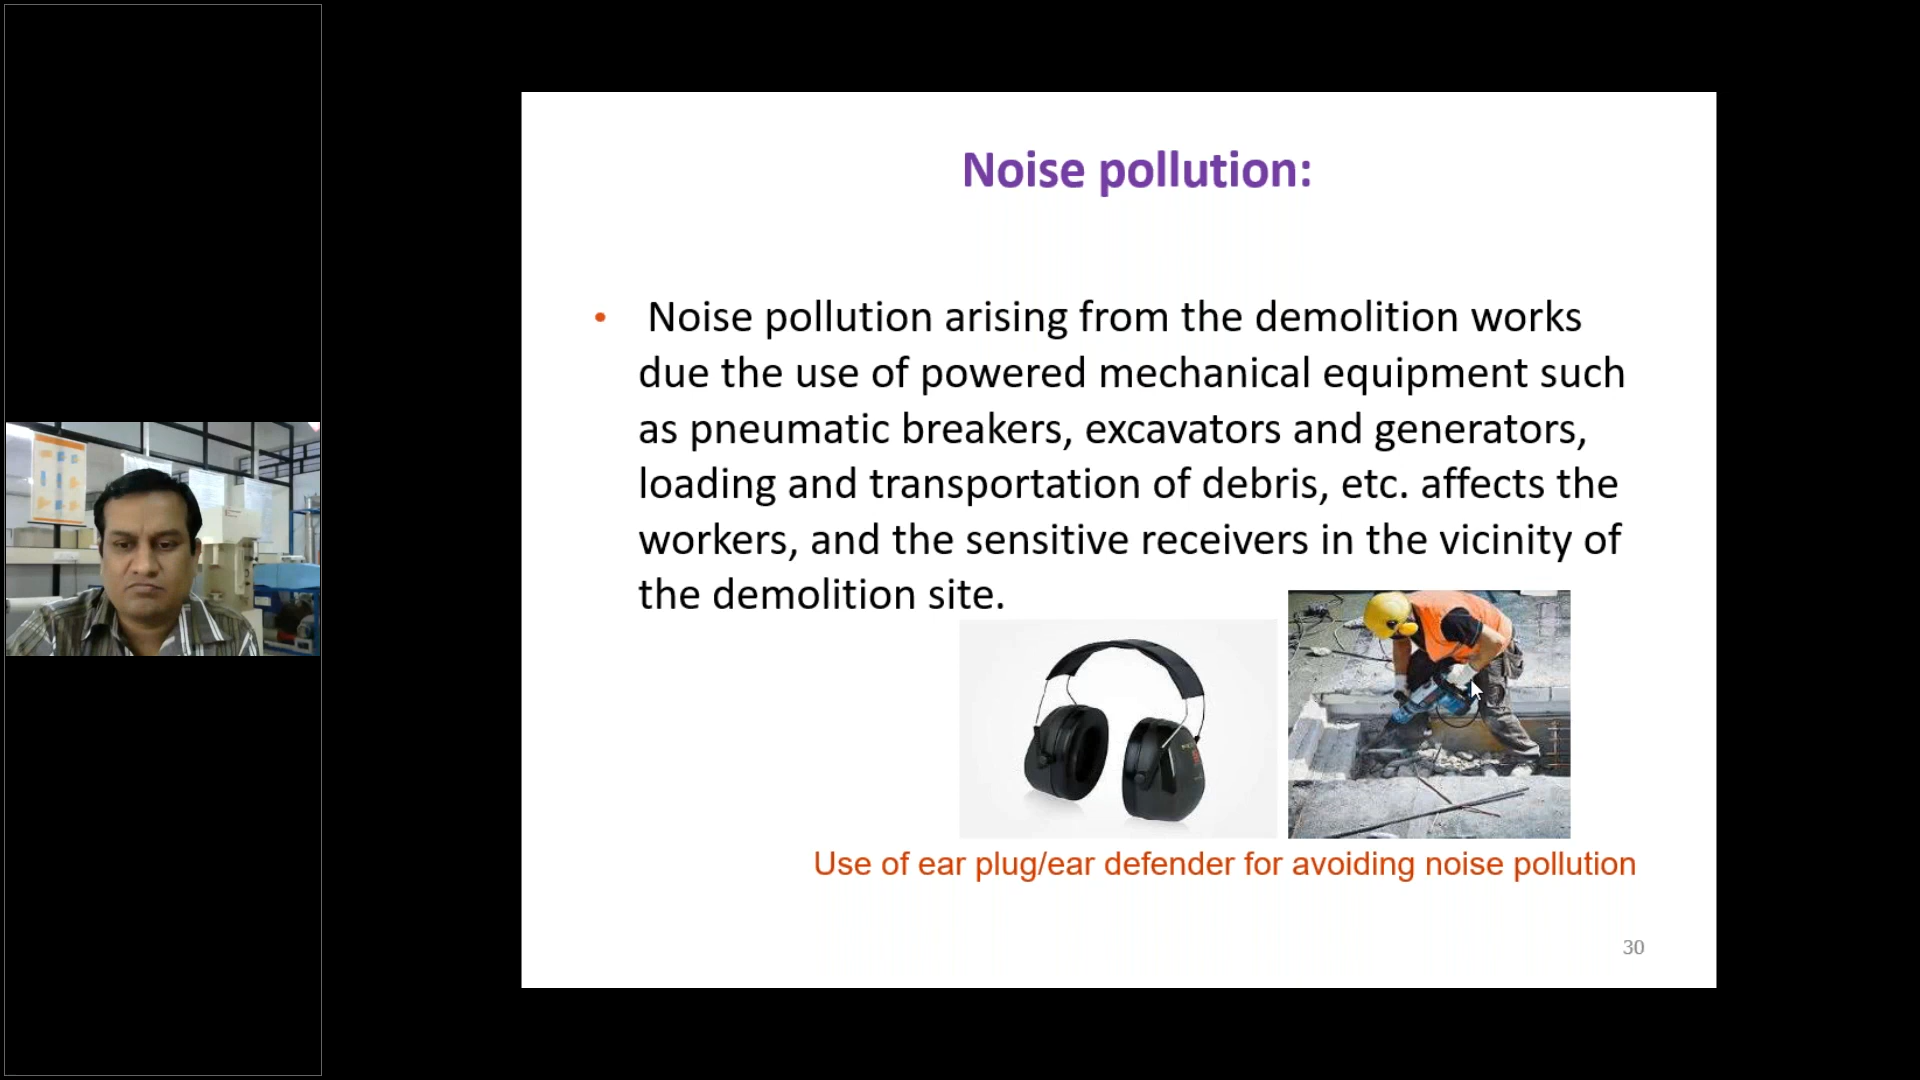 Noise pollution:
• Noise pollution arising from the demolition works
due the use of powered mechanical equipment such
as pneumatic breakers, excavators and generators,
loading and transportation of debris, etc. affects the
workers, and the sensitive receivers in the vicinity of
the demolition site.
Use of ear plug/ear defender for avoiding noise pollution
30